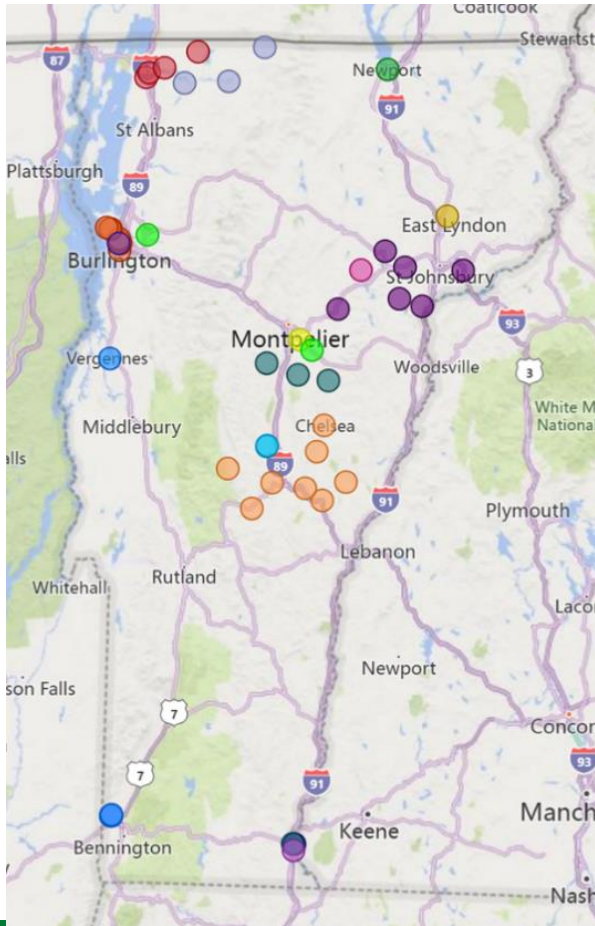 Coaticook
Stewartst
87
Newport
91
St Albans
Plattsburgh
89
East Lyndon
Burlington
St Johnsbury
93
Montpelier
Vergennes
Woodsville
3
White M
National
Middlebury
Chelsea
alls
89
91
Plymouth
Lebanon
Rutland
Whitehall
Laco
Newport
son Falls
7
Concor
93
7
91
Manch
Keene
Bennington
Nash